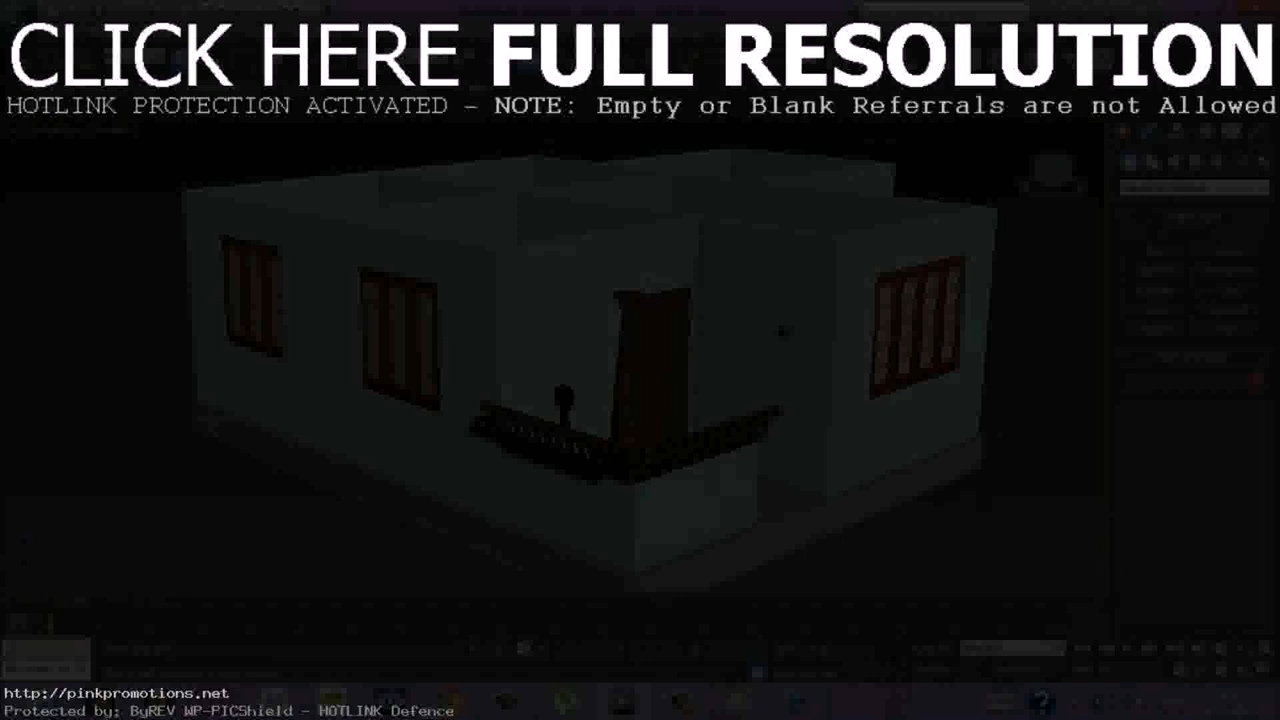 CLICK HERE FULL RESOLUTION
HOTLINK PROTECTION ACTIVATED – NOTE: Empty or Blank Referrals are not Allowed
http://pinkpromotions.net
Protected by: ByREV WP-PICShield – HOTLINK Defence